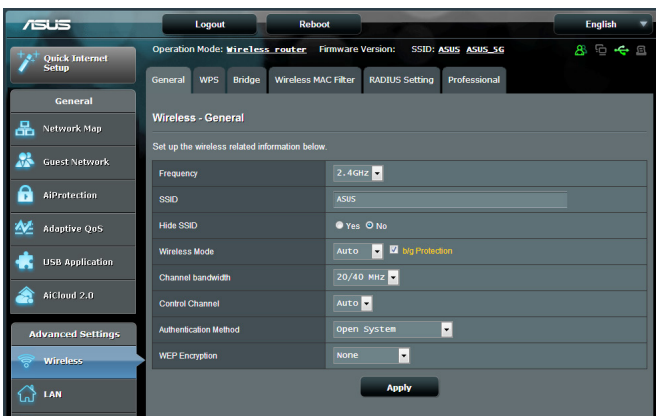 ASUS
Logout
Reboot
English
Quick Internet
Setup
Operation Mode: Wireless router Firmware Version: SSID: ASUS ASUS_5G
General
WPS
Bridge
Wireless MAC Filter
RADIUS Setting
Professional
General
Network Map
Guest Network
AiProtection
Adaptive QoS
USB Application
AiCloud 2.0
Advanced Settings
Wireless
LAN
Wireless - General
Set up the wireless related information below.
Frequency 2.4GHz
SSID ASUS
Hide SSID Yes No
Wireless Mode Auto b/g Protection
Channel bandwidth 20/40 MHz
Control Channel Auto
Authentication Method Open System
WEP Encryption None
Apply